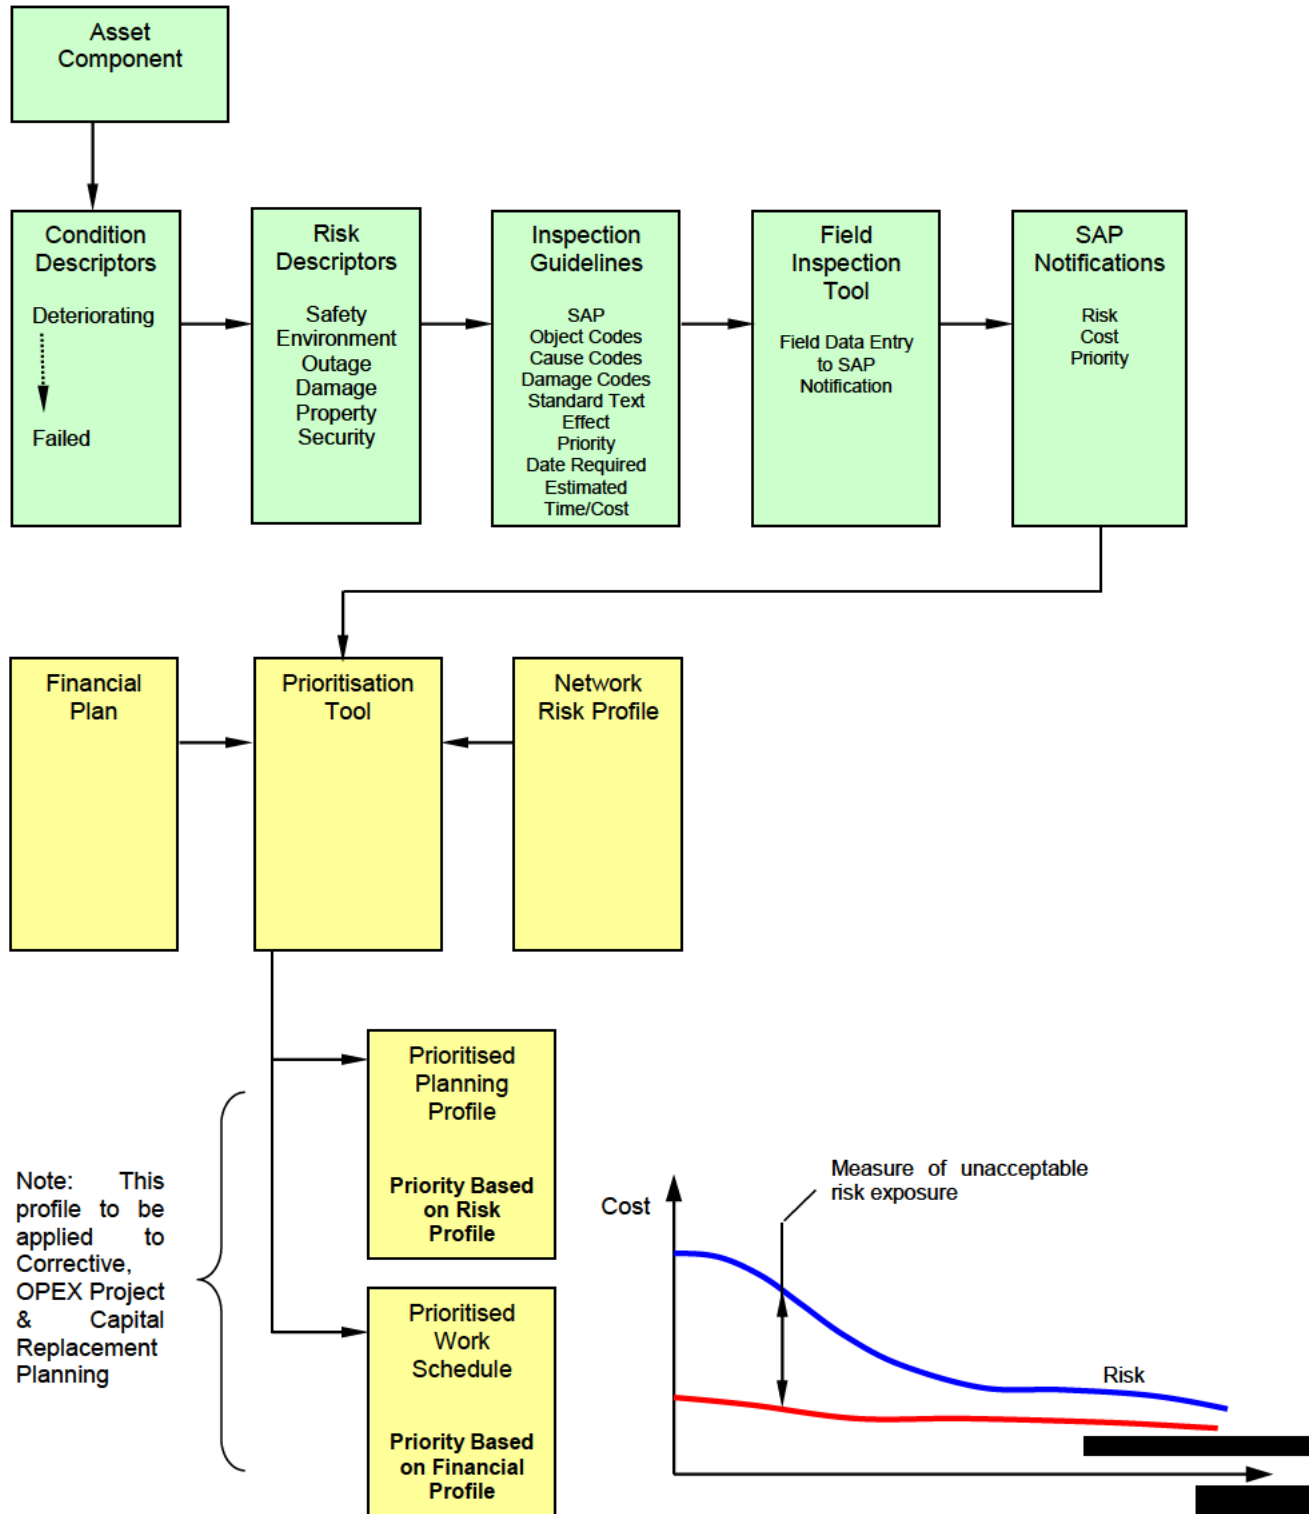 Asset
Component
Condition
Descriptors
Deteriorating
Failed
Risk
Descriptors
Safety
Environment
Outage
Damage
Property
Security
Inspection
Guidelines
SAP
Object Codes
Cause Codes
Damage Codes
Standard Text
Effect
Priority
Date Required
Estimated
Time/Cost
Field
Inspection
Tool
Field Data Entry
to SAP
Notification
SAP
Notifications
Risk
Cost
Priority
Financial
Plan
Prioritisation
Tool
Network
Risk Profile
Prioritised
Planning
Profile
Priority Based
on Risk
Profile
Note: This
profile to be
applied to
Corrective,
OPEX Project
& Capital
Replacement
Planning
Prioritised
Work
Schedule
Priority Based
on Financial
Profile
Measure of unacceptable
risk exposure
Cost
Risk